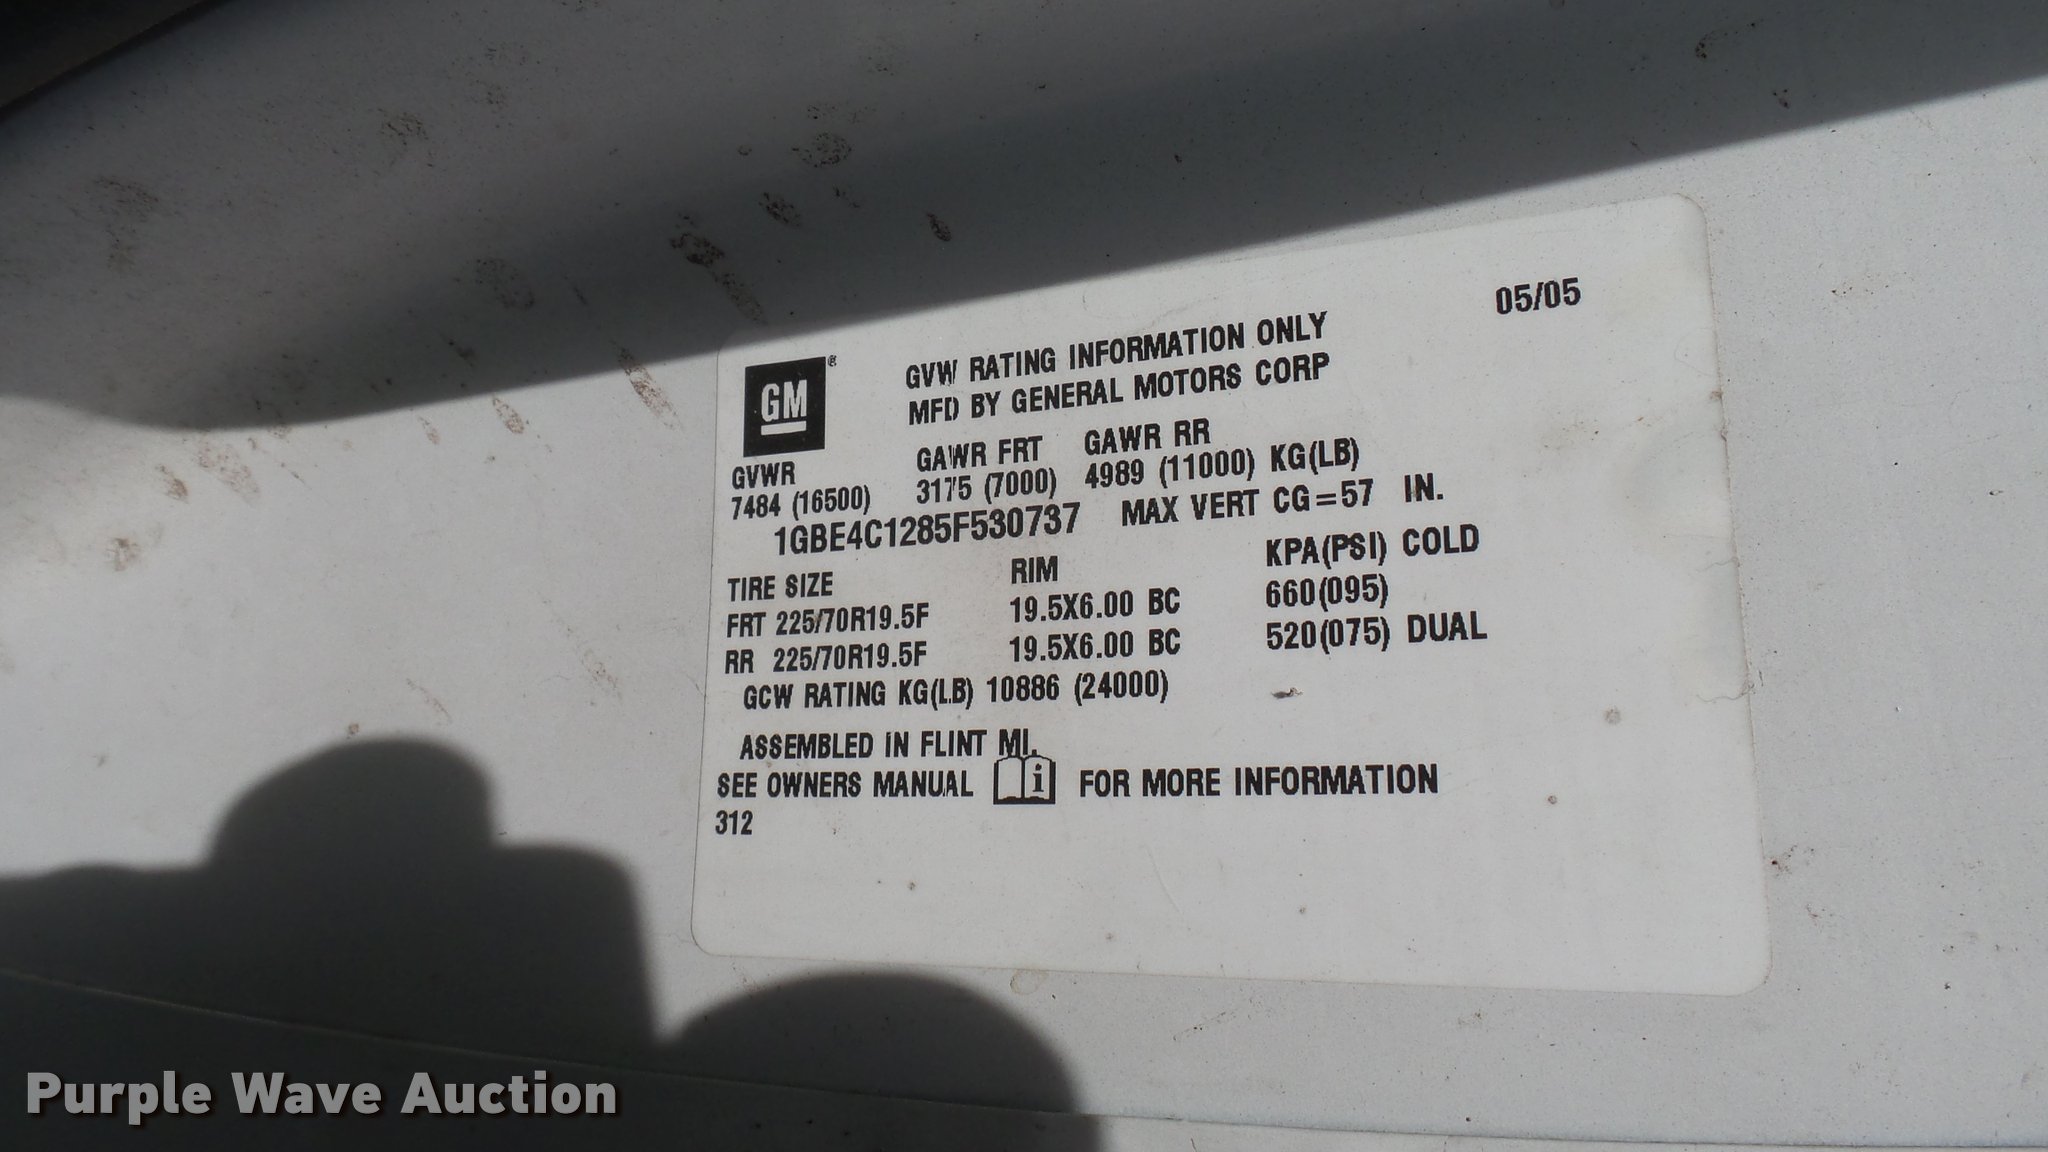 05/05
GM®
GVW RATING INFORMATION ONLY
MFD BY GENERAL MOTORS CORP
GVWR GAWR FRT GAWR RR
7484 (16500) 3175 (7000) 4989 (11000) KG(LB)
1GBE4C1285F530737 MAX VERT CG=57 IN.
TIRE SIZE RIM KPA(PSI) COLD
FRT 225/70R19.5F 19.5X6.00 BC 660(095)
RR 225/70R19.5F 19.5X6.00 BC 520(075) DUAL
GCW RATING KG(LB) 10886 (24000)
ASSEMBLED IN FLINT MI.
SEE OWNERS MANUAL i FOR MORE INFORMATION
312
Purple Wave Auction